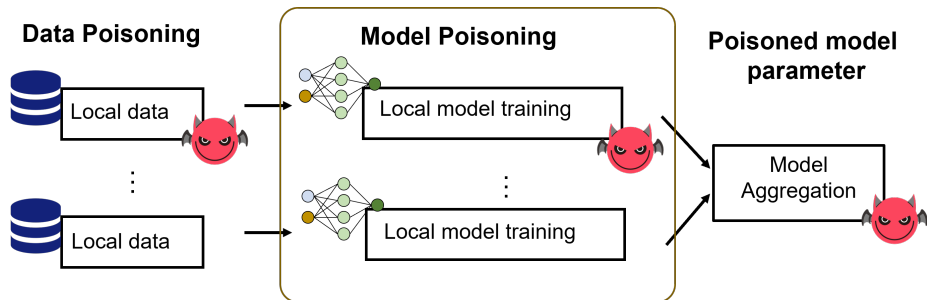 Data Poisoning
Model Poisoning
Poisoned model
parameter
Local data
Local model training
Model
Aggregation
Local data
Local model training